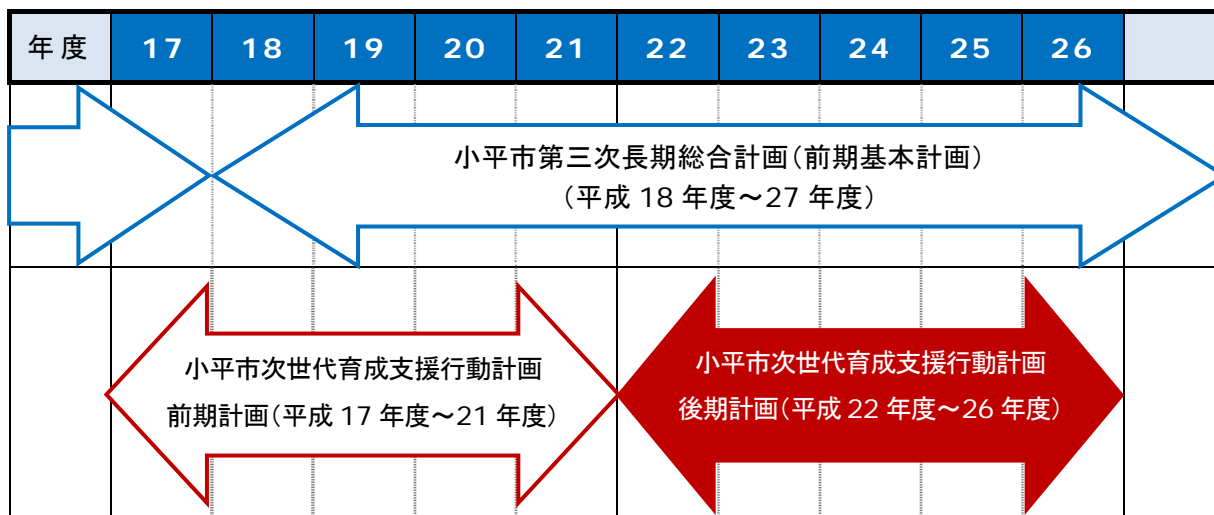 年度 17 18 19 20 21 22 23 24 25 26
小平市第三次長期総合計画(前期基本計画)
(平成 18 年度~27 年度)
小平市次世代育成支援行動計画
前期計画(平成 17 年度~21 年度)
小平市次世代育成支援行動計画
後期計画(平成 22 年度~26 年度)